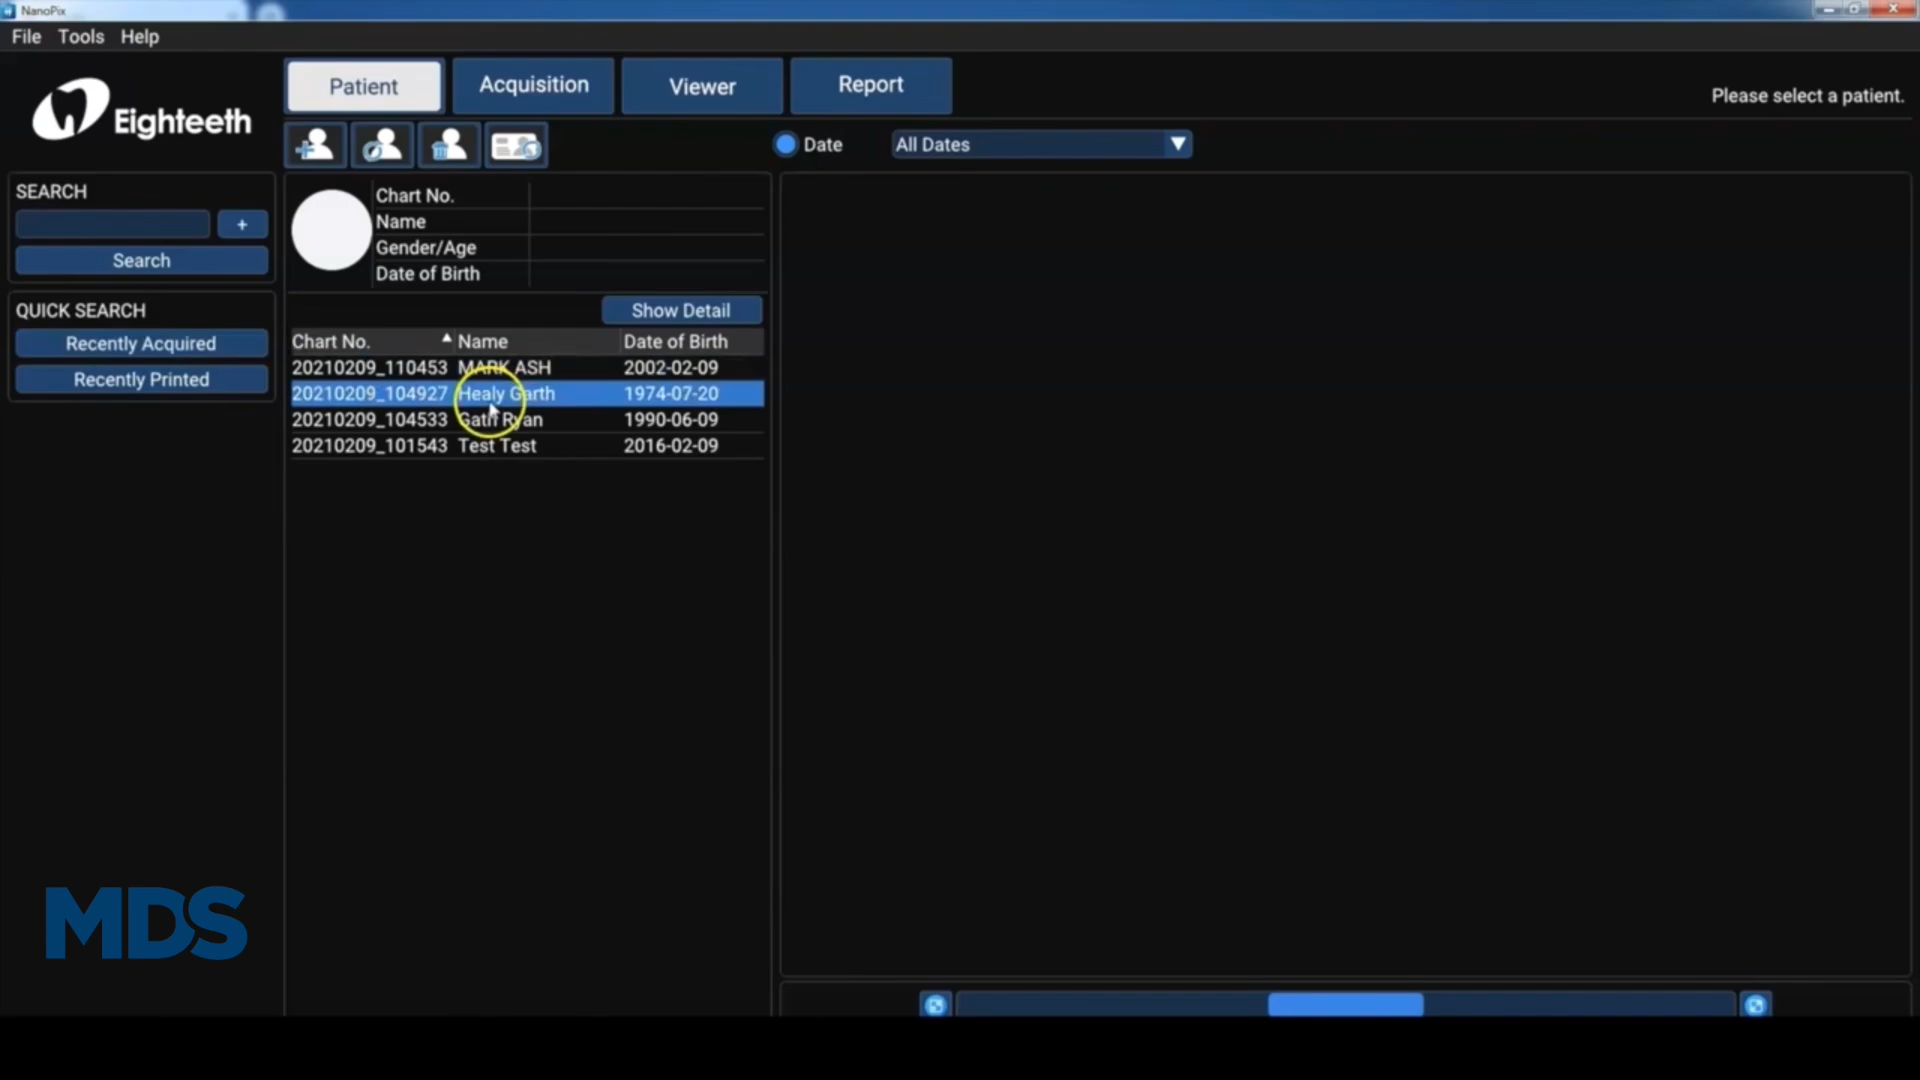 NanoPix
File Tools Help
Eighteeth
Patient Acquisition Viewer Report
Please select a patient.
Date All Dates
SEARCH
+
Search
QUICK SEARCH
Recently Acquired
Recently Printed
Chart No.
Name
Gender/Age
Date of Birth
Show Detail
Chart No. Name Date of Birth
20210209_110453 MARK ASH 2002-02-09
20210209_104927 Healy Garth 1974-07-20
20210209_104533 Gath Ryan 1990-06-09
20210209_101543 Test Test 2016-02-09
MDS